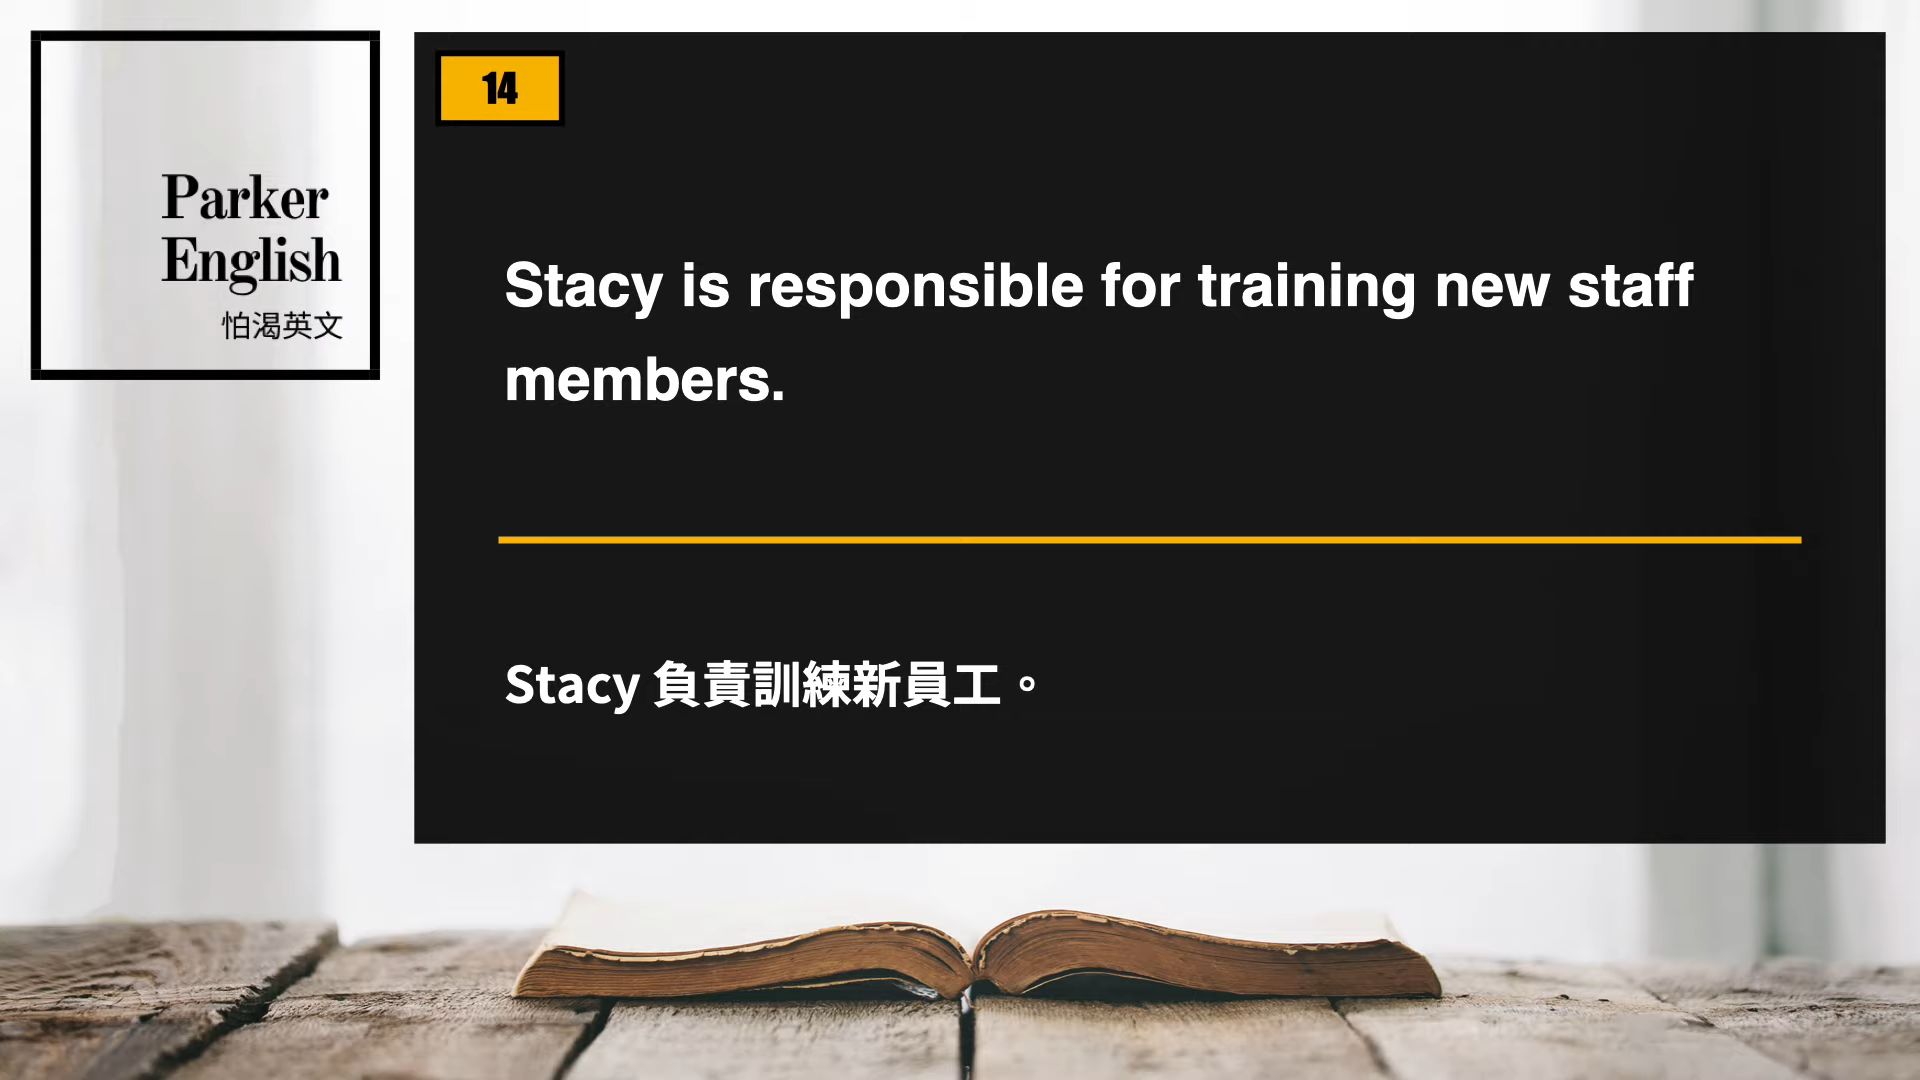 Parker
English
怕渴英文
14
Stacy is responsible for training new staff
members.
Stacy 負責訓練新員工。